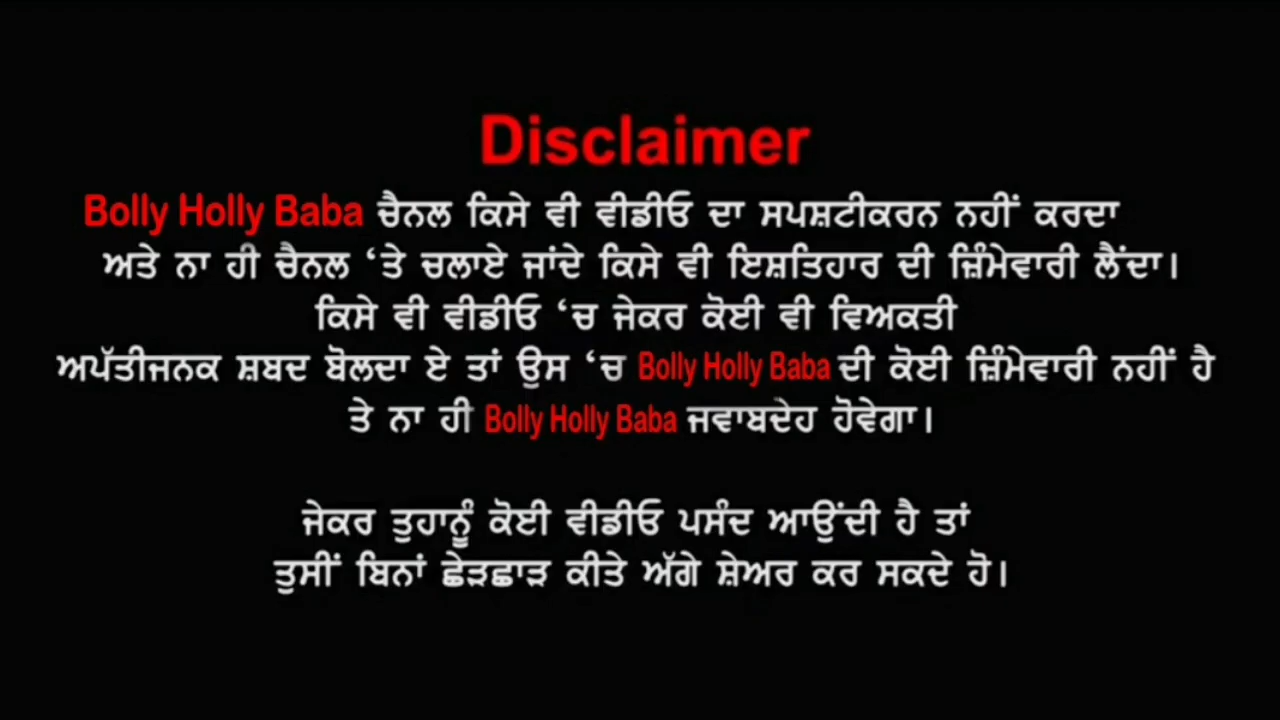 Disclaimer
Bolly Holly Baba ਚੈਨਲ ਕਿਸੇ ਵੀ ਵੀਡੀਓ ਦਾ ਸਪਸ਼ਟੀਕਰਨ ਨਹੀਂ ਕਰਦਾ
ਅਤੇ ਨਾ ਹੀ ਚੈਨਲ ‘ਤੇ ਚਲਾਏ ਜਾਂਦੇ ਕਿਸੇ ਵੀ ਇਸ਼ਤਿਹਾਰ ਦੀ ਜ਼ਿੰਮੇਵਾਰੀ ਲੈਂਦਾ।
ਕਿਸੇ ਵੀ ਵੀਡੀਓ ‘ਚ ਜੇਕਰ ਕੋਈ ਵੀ ਵਿਅਕਤੀ
ਅਪੱਤੀਜਨਕ ਸ਼ਬਦ ਬੋਲਦਾ ਏ ਤਾਂ ਉਸ ‘ਚ Bolly Holly Baba ਦੀ ਕੋਈ ਜ਼ਿੰਮੇਵਾਰੀ ਨਹੀਂ ਹੈ
ਤੇ ਨਾ ਹੀ Bolly Holly Baba ਜਵਾਬਦੇਹ ਹੋਵੇਗਾ।
ਜੇਕਰ ਤੁਹਾਨੂੰ ਕੋਈ ਵੀਡੀਓ ਪਸੰਦ ਆਉਂਦੀ ਹੈ ਤਾਂ
ਤੁਸੀਂ ਬਿਨਾਂ ਛੇੜਛਾੜ ਕੀਤੇ ਅੱਗੇ ਸ਼ੇਅਰ ਕਰ ਸਕਦੇ ਹੋ।